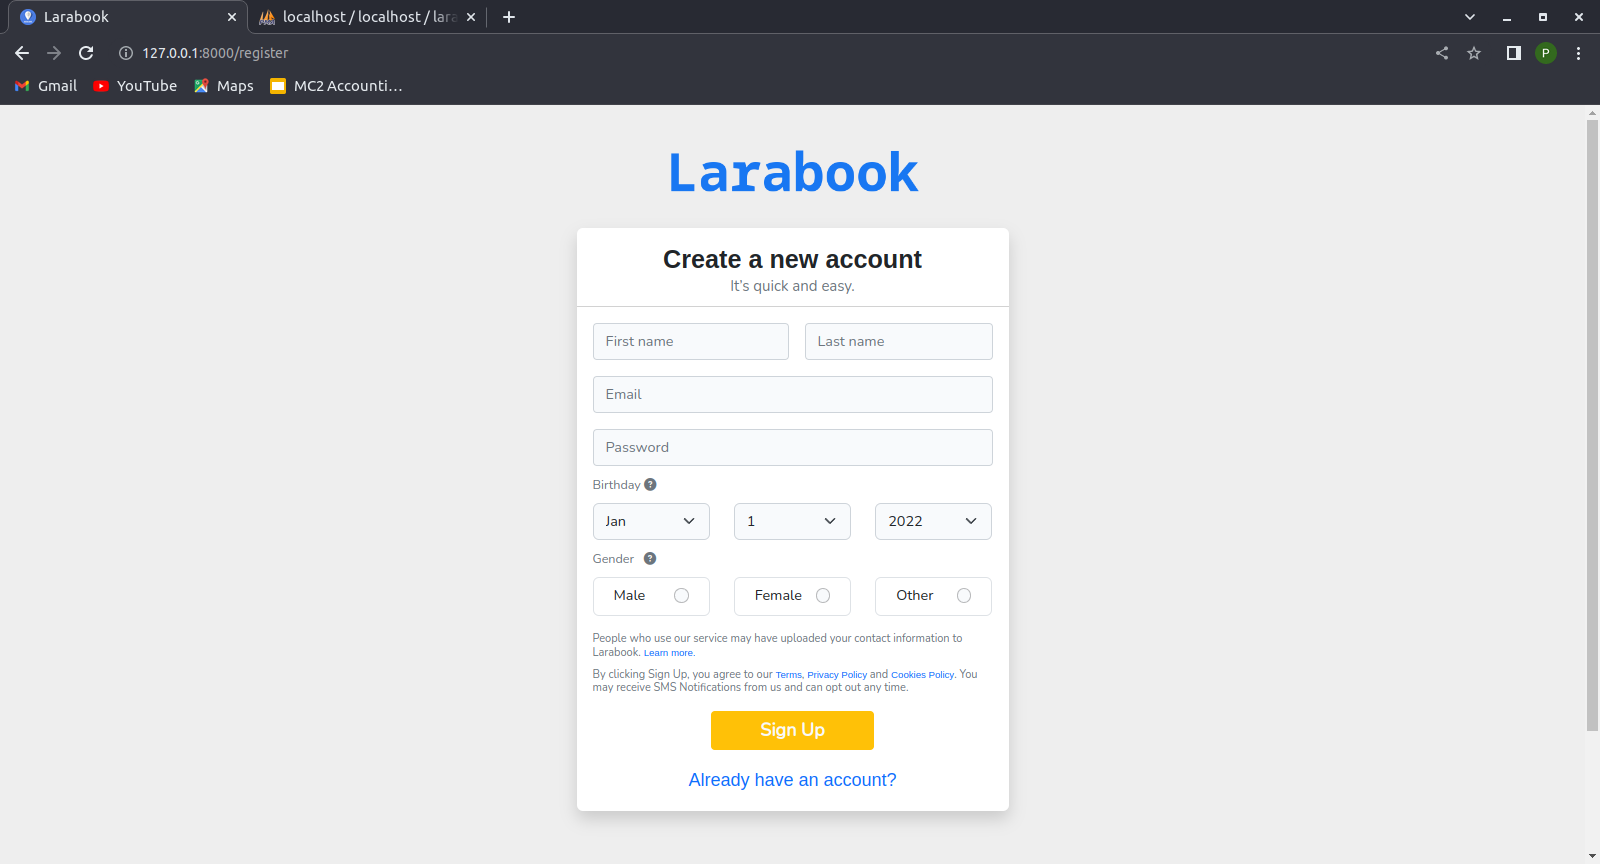 Larabook
localhost / localhost / lara
127.0.0.1:8000/register
P
Gmail
YouTube
Maps
MC2 Accounti...
Larabook
Create a new account
It's quick and easy.
First name
Last name
Email
Password
Birthday ?
Jan
1
2022
Gender ?
Male
Female
Other
People who use our service may have uploaded your contact information to
Larabook. Learn more.
By clicking Sign Up, you agree to our Terms, Privacy Policy and Cookies Policy. You
may receive SMS Notifications from us and can opt out any time.
Sign Up
Already have an account?